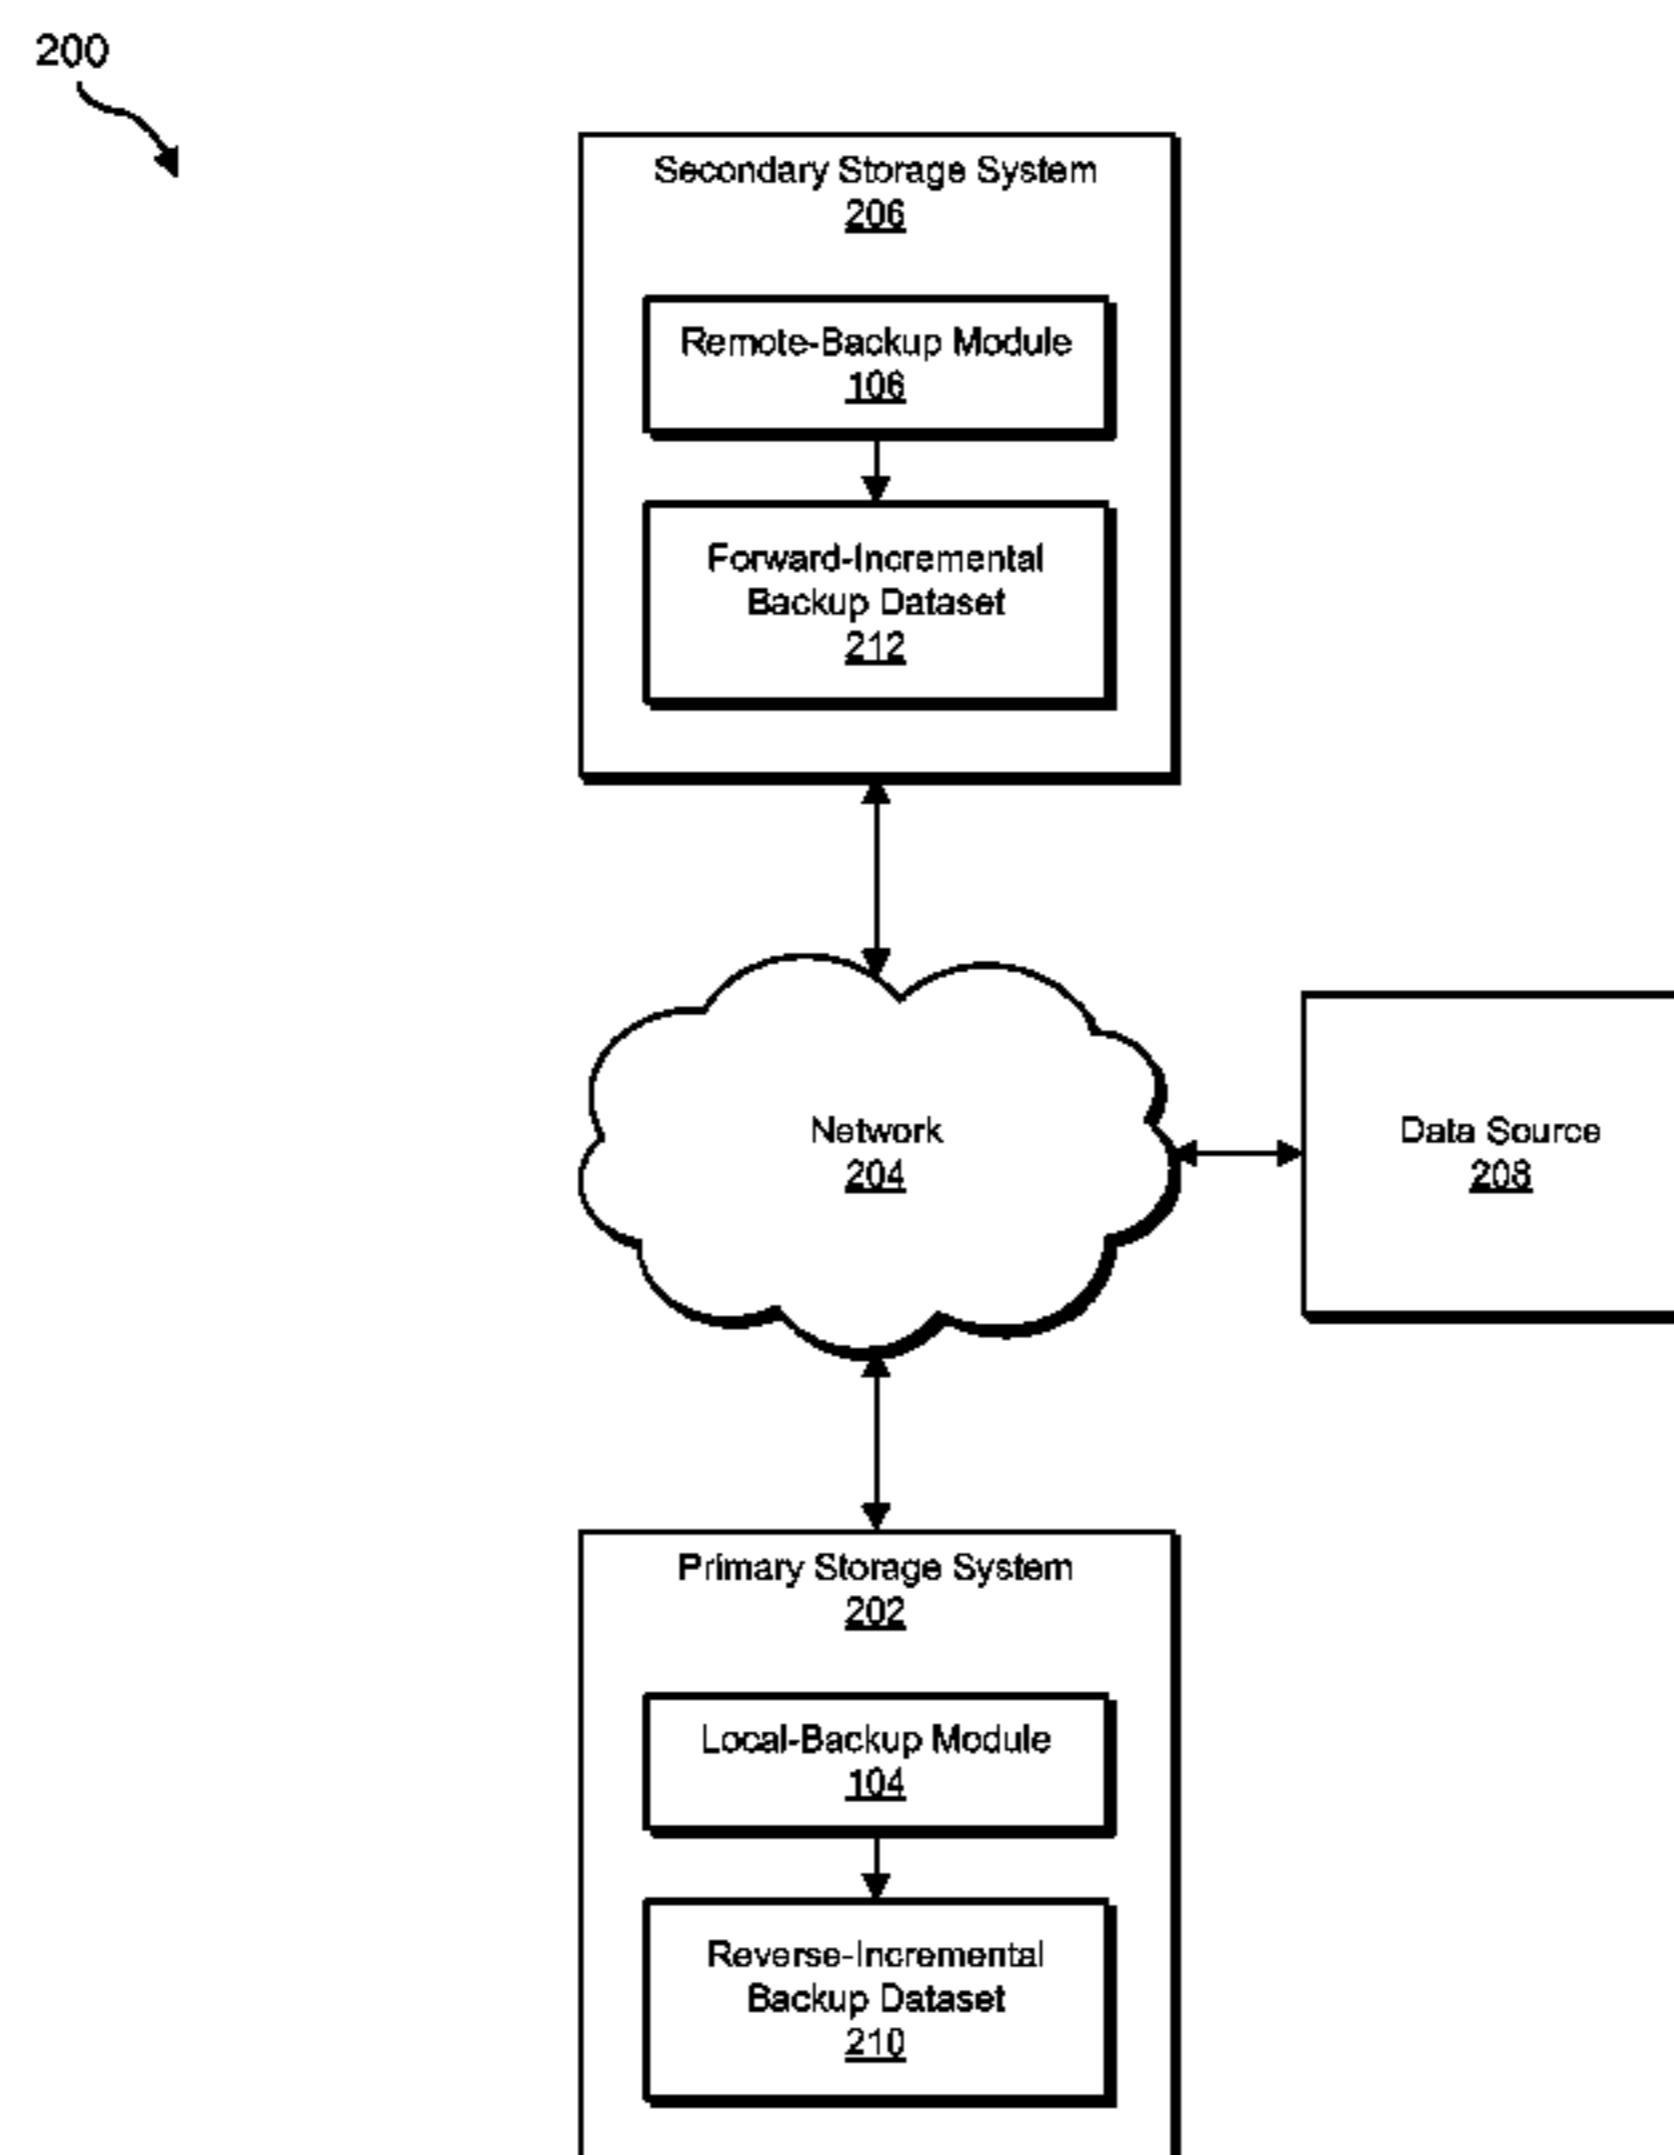 200
Secondary Storage System
206
Remote-Backup Module
106
Forward-Incremental
Backup Dataset
212
Network
204
Data Source
208
Primary Storage System
202
Local-Backup Module
104
Reverse-Incremental
Backup Dataset
210